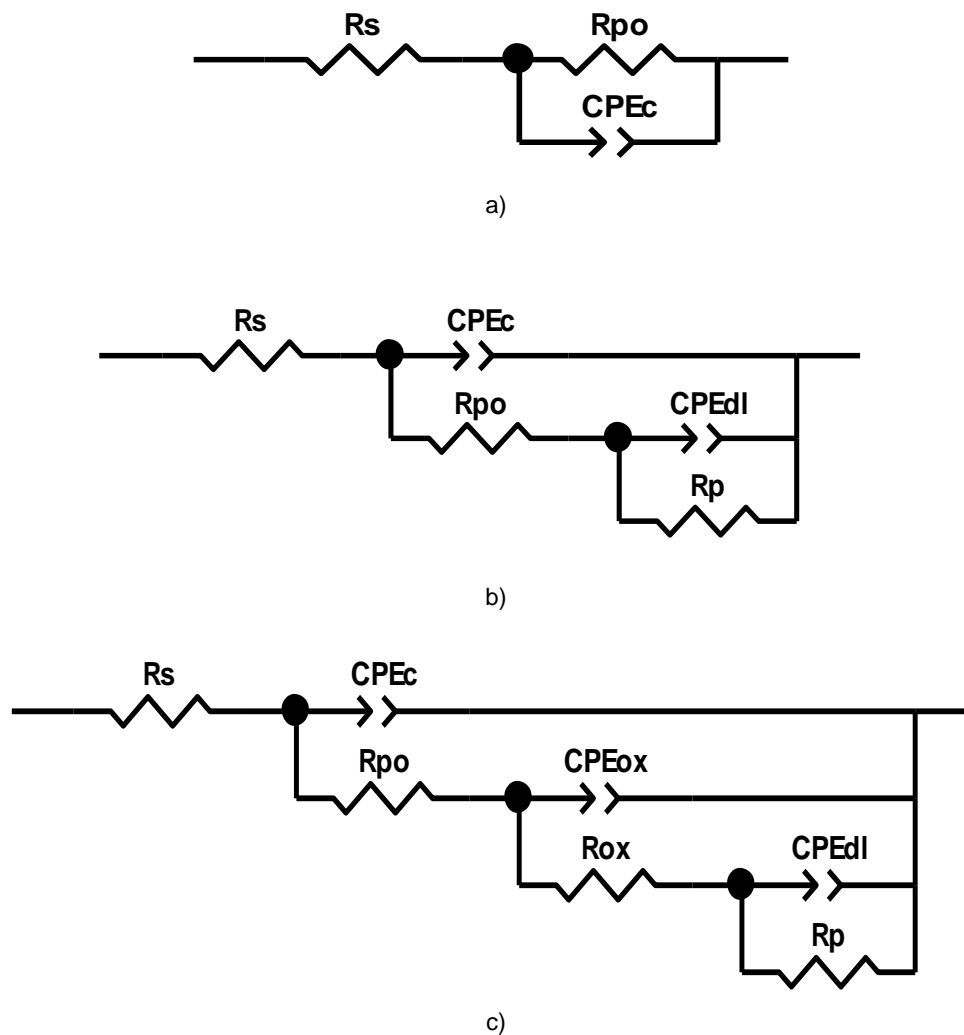 Rs
Rpo
CPEc
a)
Rs
CPEc
Rpo
CPEdl
Rp
b)
Rs
CPEc
Rpo
CPEox
Rox
CPEdl
Rp
c)